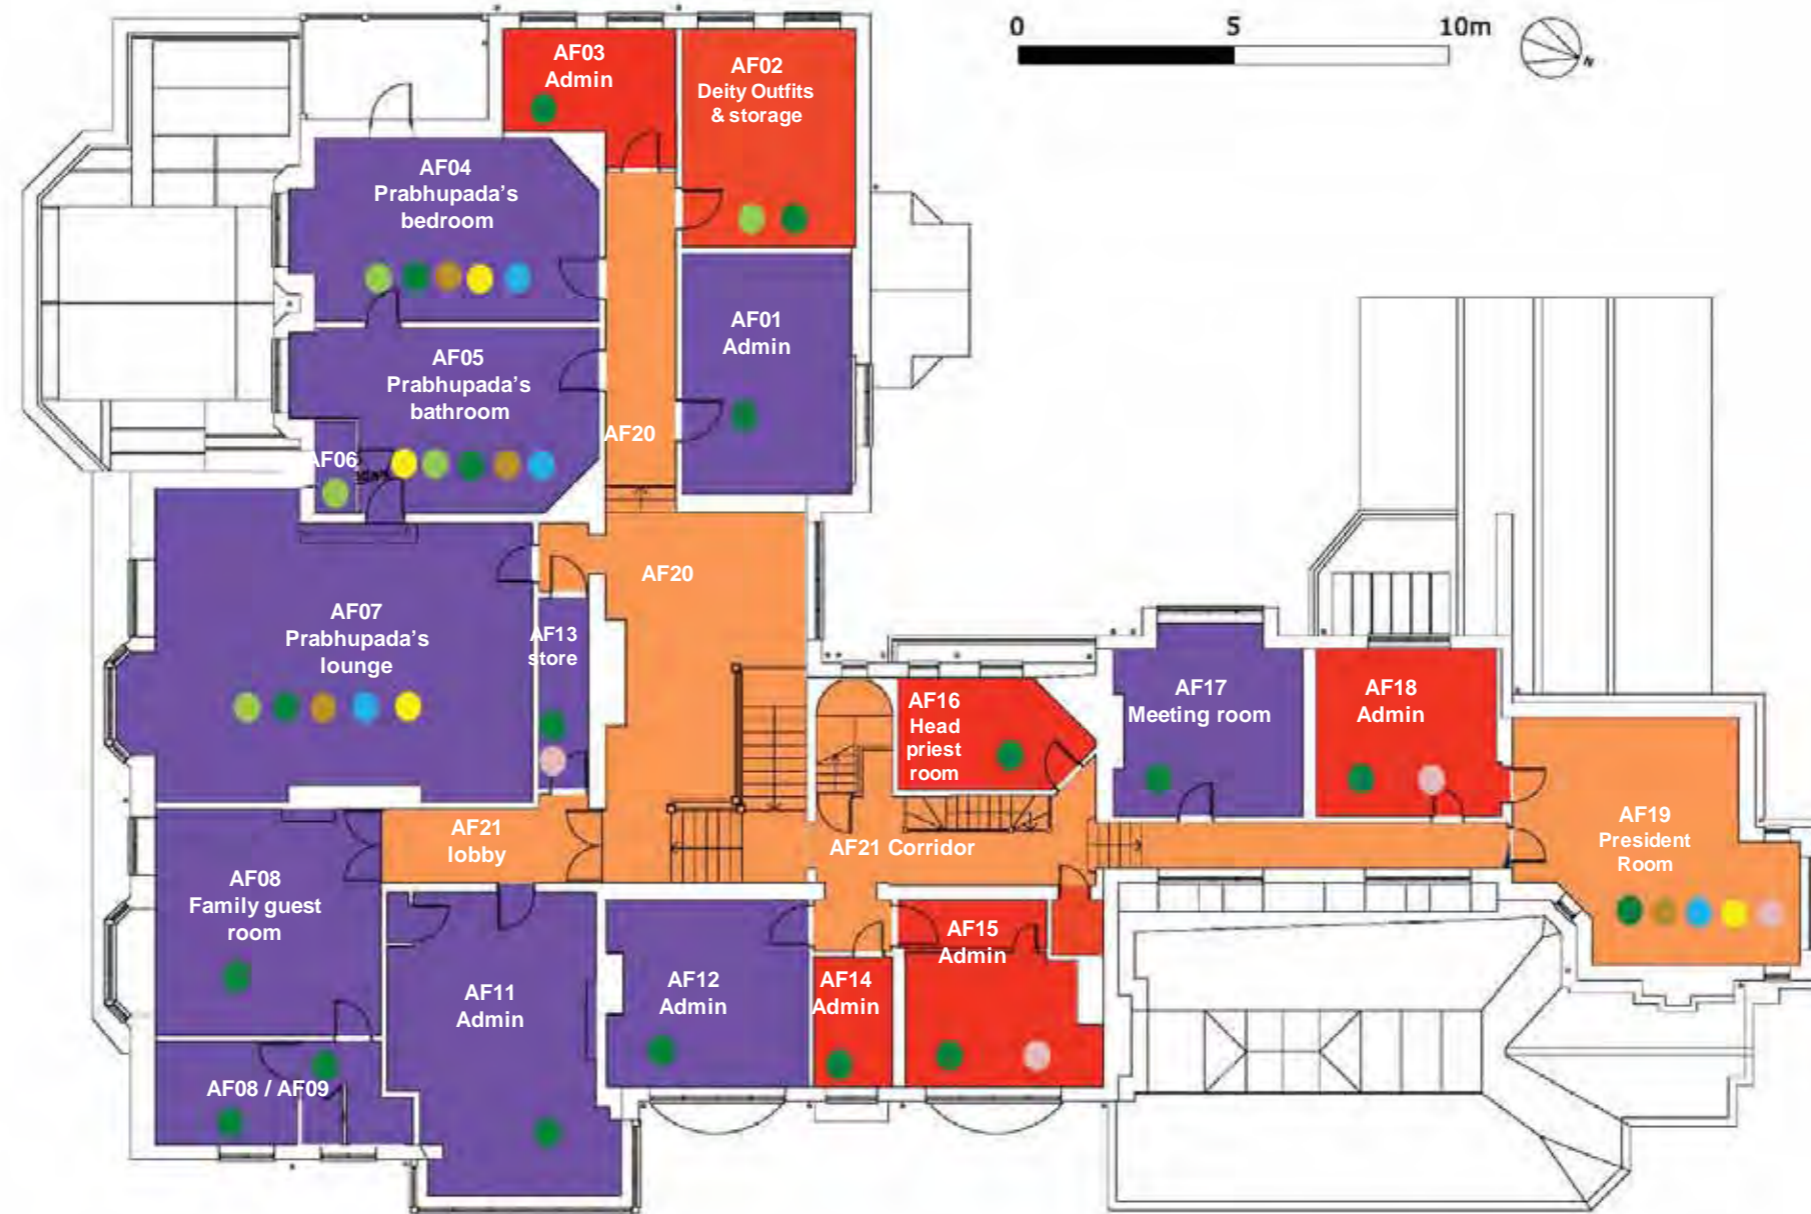 0 5 10m
N
AF03
Admin
AF02
Deity Outfits
& storage
AF04
Prabhupada's
bedroom
AF01
Admin
AF05
Prabhupada's
bathroom
AF20
AF06
AF20
AF07
Prabhupada's
lounge
AF13
store
AF16
Head
priest
room
AF17
Meeting room
AF18
Admin
AF19
President
Room
AF21
lobby
AF21 Corridor
AF08
Family guest
room
AF11
Admin
AF12
Admin
AF14
Admin
AF15
Admin
AF08 / AF09